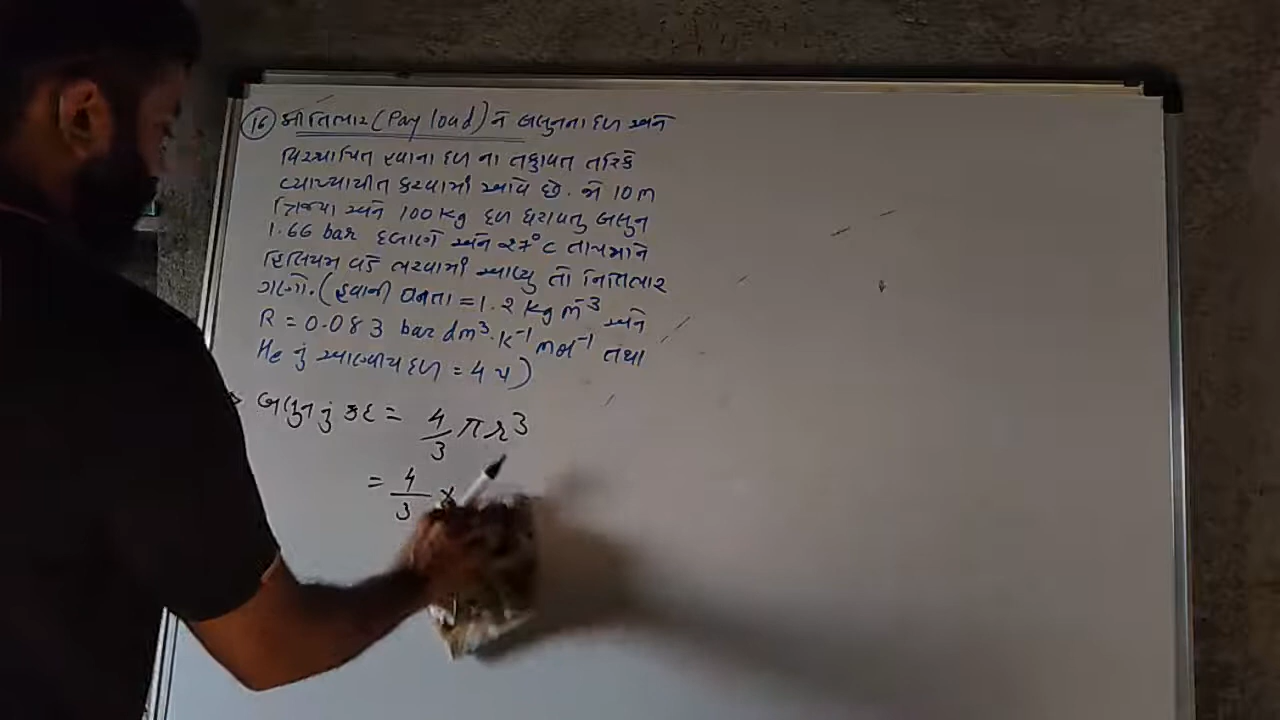 16 નીતિભાર (Pay load) ને બલુનના દળ અને
વિસ્થાપિત હવાના દળ ના તફાવત તરીકે
વ્યાખ્યાયીત કરવામાં આવે છે. જો 10 m
ત્રિજ્યા અને 100 kg દળ ધરાવતુ બલુન
1.66 bar દબાણે અને 27°C તાપમાને
હિલિયમ વડે ભરવામાં આવ્યુ તો નિતિભાર
ગણો. (હવાની ઘનતા = 1.2 kg m⁻³ અને
R = 0.083 bar dm³ . K⁻¹ mol⁻¹ તથા
He નું આણ્વીય દળ = 4 u)
બલુન નું કદ = 4/3 π r³
= 4/3 ×